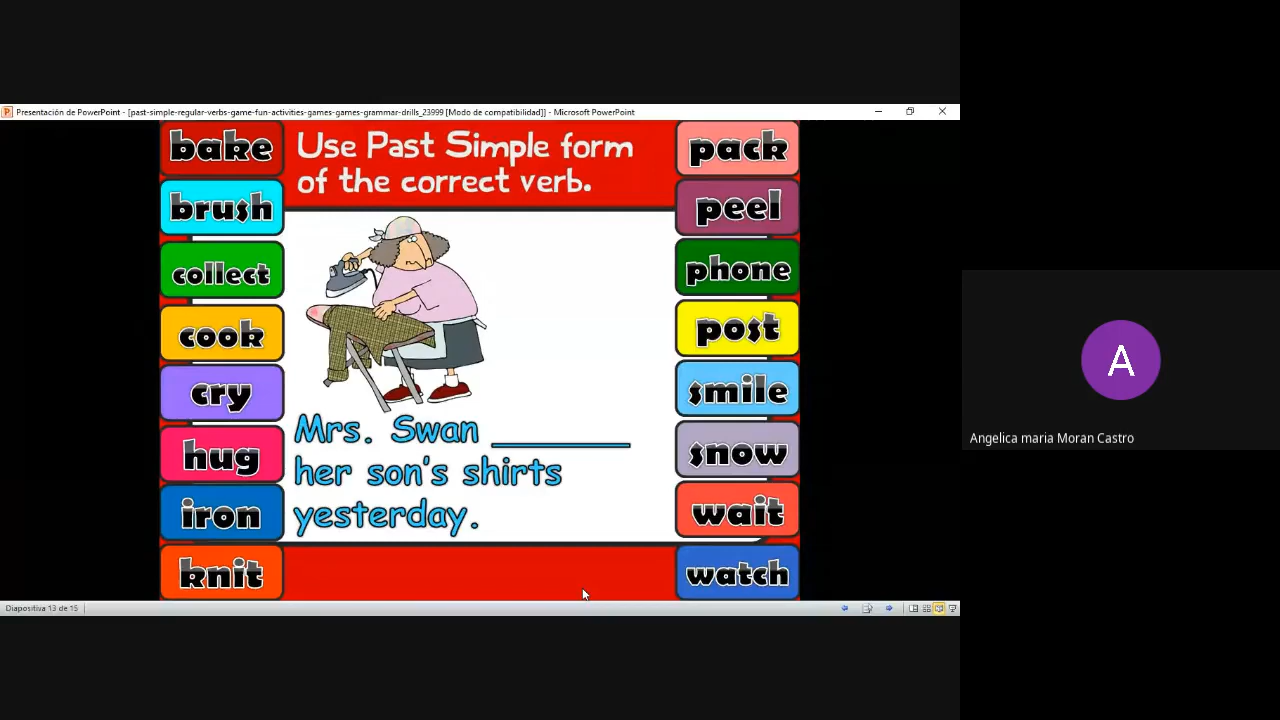 Presentación de PowerPoint - [past-simple-regular-verbs-game-fun-activities-games-games-grammar-drills_23999 [Modo de compatibilidad]] - Microsoft PowerPoint
Use Past Simple form
of the correct verb.
bake
brush
collect
cook
cry
hug
iron
knit
Mrs. Swan __________
her son's shirts
yesterday.
pack
peel
phone
post
smile
snow
wait
watch
Diapositiva 13 de 15
A
Angelica maria Moran Castro